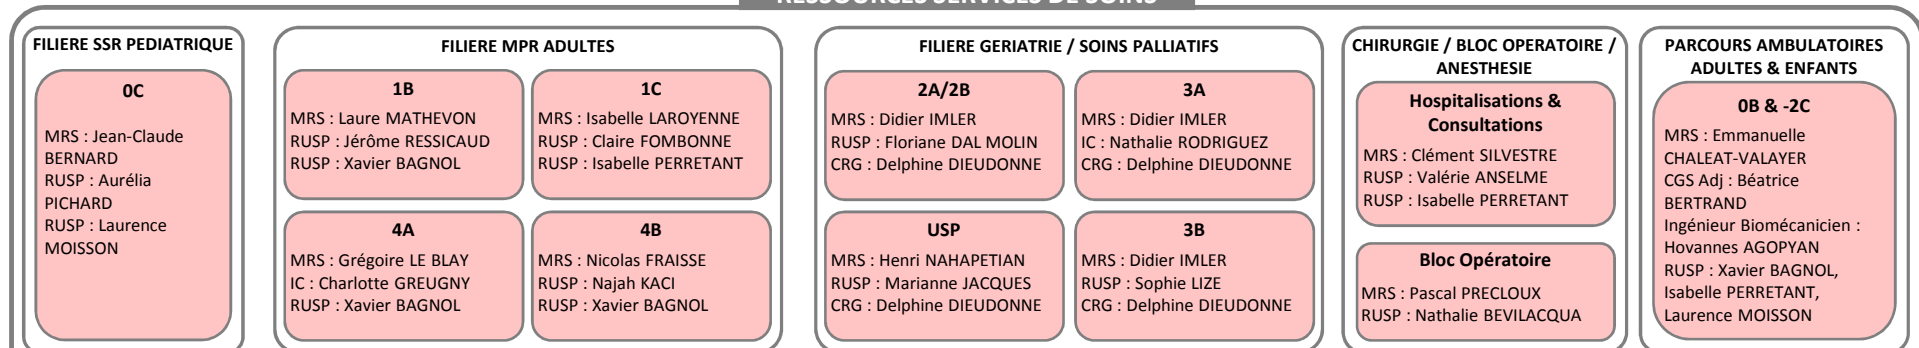 RESSOURCES SERVICES DE SOINS
FILIERE SSR PEDIATRIQUE
0C
MRS : Jean-Claude
BERNARD
RUSP : Aurélia
PICHARD
RUSP : Laurence
MOISSON
FILIERE MPR ADULTES
1B
MRS : Laure MATHEVON
RUSP : Jérôme RESSICAUD
RUSP : Xavier BAGNOL
1C
MRS : Isabelle LAROYENNE
RUSP : Claire FOMBONNE
RUSP : Isabelle PERRETANT
4A
MRS : Grégoire LE BLAY
IC : Charlotte GREUGNY
RUSP : Xavier BAGNOL
4B
MRS : Nicolas FRAISSE
RUSP : Najah KACI
RUSP : Xavier BAGNOL
FILIERE GERIATRIE / SOINS PALLIATIFS
2A/2B
MRS : Didier IMLER
RUSP : Floriane DAL MOLIN
CRG : Delphine DIEUDONNE
3A
MRS : Didier IMLER
IC : Nathalie RODRIGUEZ
CRG : Delphine DIEUDONNE
USP
MRS : Henri NAHAPETIAN
RUSP : Marianne JACQUES
CRG : Delphine DIEUDONNE
3B
MRS : Didier IMLER
RUSP : Sophie LIZE
CRG : Delphine DIEUDONNE
CHIRURGIE / BLOC OPERATOIRE /
ANESTHESIE
Hospitalisations &
Consultations
MRS : Clément SILVESTRE
RUSP : Valérie ANSELME
RUSP : Isabelle PERRETANT
Bloc Opératoire
MRS : Pascal PRECLOUX
RUSP : Nathalie BEVILACQUA
PARCOURS AMBULATOIRES
ADULTES & ENFANTS
0B & -2C
MRS : Emmanuelle
CHALEAT-VALAYER
CGS Adj : Béatrice
BERTRAND
Ingénieur Biomécanicien :
Hovannes AGOPYAN
RUSP : Xavier BAGNOL,
Isabelle PERRETANT,
Laurence MOISSON